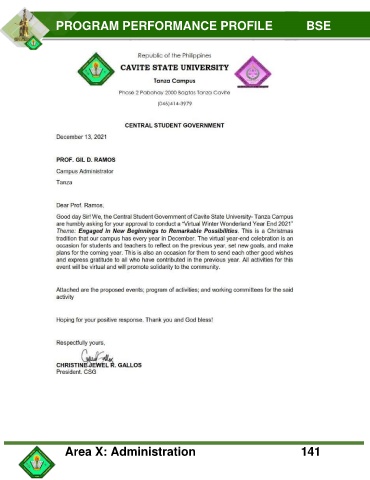 PROGRAM PERFORMANCE PROFILE BSE
Republic of the Philippines
CAVITE STATE UNIVERSITY
Tanza Campus
Phase 2 Pabahay 2000 Bagtas Tanza Cavite
(046)414-3979
CENTRAL STUDENT GOVERNMENT
December 13, 2021
PROF. GIL D. RAMOS
Campus Administrator
Tanza
Dear Prof. Ramos,
Good day Sir! We, the Central Student Government of Cavite State University- Tanza Campus
are hereby asking for your approval to conduct a "Virtual Winter Wonderland Year End 2021"
Theme: Engaged in New Beginnings to Remarkable Possibilities. This is a Christmas
tradition that our campus has every year in December. The virtual year-end celebration is an
occasion for students and teachers to reflect on the previous year, set new goals, and make
plans for the coming year. This is also an occasion for them to send each other good wishes
and express gratitude to all who have contributed in the previous year. All activities for this
event will be virtual and will promote solidarity to the community.
Attached are the proposed events; program of activities; and working committees for the said
activity
Hoping for your positive response. Thank you and God bless!
Respectfully yours,
CHRISTINE JEWEL R. GALLOS
President, CSG
Area X: Administration 141